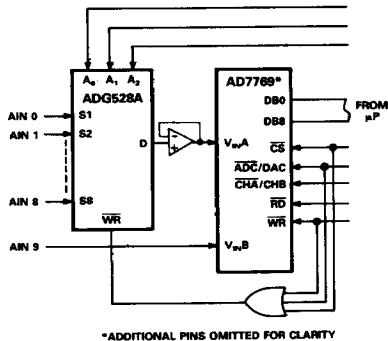 A₀ A₁ A₂
ADG528A
AD7769*
AIN 0
S1
AIN 1
S2
D
AIN 8
S8
WR
AIN 9
VINA
VINB
DB0
DB8
CS
ADC/DAC
CHA/CHB
RD
WR
FROM
μP
*ADDITIONAL PINS OMITTED FOR CLARITY